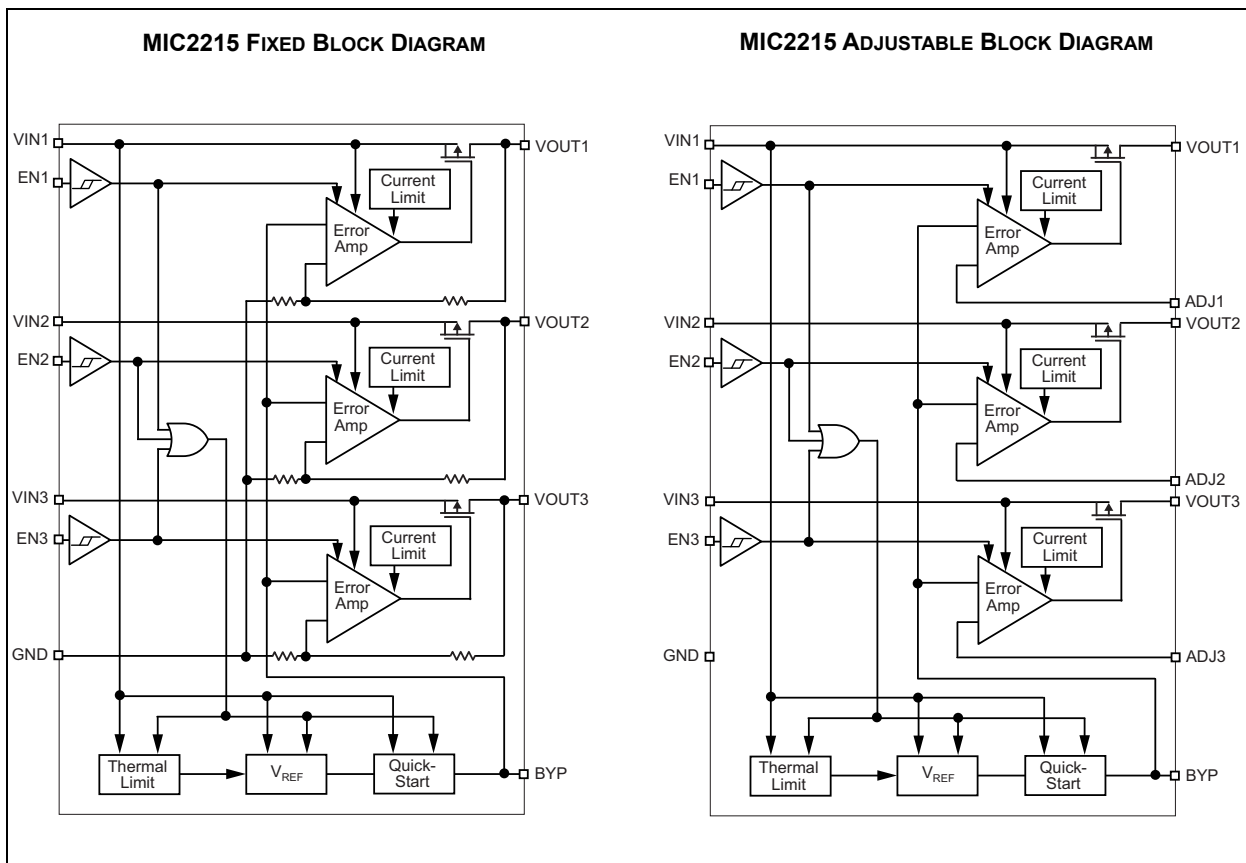 MIC2215 FIXED BLOCK DIAGRAM
VIN1
EN1
Current
Limit
Error
Amp
VOUT1
VIN2
EN2
Current
Limit
Error
Amp
VOUT2
VIN3
EN3
Current
Limit
Error
Amp
VOUT3
GND
Thermal
Limit
VREF
Quick-
Start
BYP
MIC2215 ADJUSTABLE BLOCK DIAGRAM
VIN1
EN1
Current
Limit
Error
Amp
VOUT1
ADJ1
VIN2
EN2
Current
Limit
Error
Amp
VOUT2
ADJ2
VIN3
EN3
Current
Limit
Error
Amp
VOUT3
GND
ADJ3
Thermal
Limit
VREF
Quick-
Start
BYP